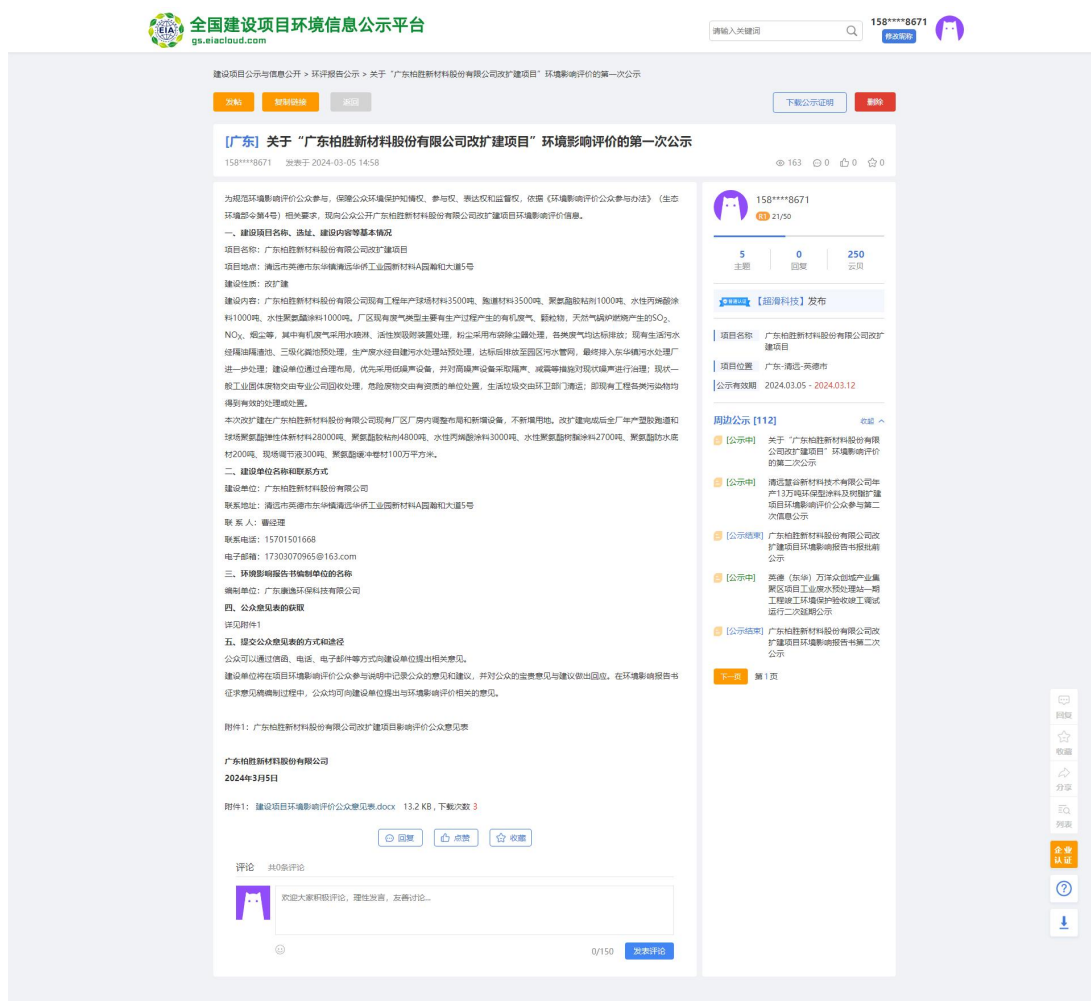 EIA
全国建设项目环境信息公示平台
gs.eiacloud.com
请输入关键词
158****8671
修改昵称
建设项目公示与信息公开 > 环评报告公示 > 关于“广东柏胜新材料股份有限公司改扩建项目”环境影响评价的第一次公示
发帖 复制链接 返回
下载公示证明 删除
[广东] 关于“广东柏胜新材料股份有限公司改扩建项目”环境影响评价的第一次公示
158****8671 发表于 2024-03-05 14:58
163 0 0 0
为规范环境影响评价公众参与，保障公众环境保护知情权、参与权、表达权和监督权，依据《环境影响评价公众参与办法》（生态
环境部令第4号）相关要求，现向公众公开广东柏胜新材料股份有限公司改扩建项目环境影响评价信息。
一、建设项目名称、选址、建设内容等基本情况
项目名称：广东柏胜新材料股份有限公司改扩建项目
项目地点：清远市英德市东华镇清远华侨工业园新材料A园瀚和大道5号
建设性质：改扩建
建设内容：广东柏胜新材料股份有限公司现有工程年产球场材料3500吨、跑道材料3500吨、聚氨酯胶粘剂1000吨、水性丙烯酸涂
料1000吨、水性聚氨酯涂料1000吨。厂区现有废气类型主要有生产过程产生的有机废气、颗粒物，天然气锅炉燃烧产生的SO₂、
NOX、烟尘等，其中有机废气采用水喷淋、活性炭吸附装置处理，粉尘采用布袋除尘器处理，各类废气均达标排放；现有生活污水
经隔油隔渣池、三级化粪池预处理，生产废水经自建污水处理站预处理，达标后排放至园区污水管网，最终排入东华镇污水处理厂
进一步处理；建设单位通过合理布局、优先采用低噪声设备，并对高噪声设备采取隔声、减震等措施对现状噪声进行治理；现状一
般工业固体废物交由专业公司回收处理，危险废物交由有资质的单位处置，生活垃圾交由环卫部门清运；即现有工程各类污染物均
得到有效的处理或处置。
本次改扩建在广东柏胜新材料股份有限公司现有厂区厂房内调整布局和新增设备，不新增用地。改扩建完成后全厂年产塑胶跑道和
球场聚氨酯弹性体新材料28000吨、聚氨酯胶粘剂4800吨、水性丙烯酸涂料3000吨、水性聚氨酯树脂涂料2700吨、聚氨酯防水底
材200吨、现场调节液300吨、聚氨酯缓冲卷材100万平方米。
二、建设单位名称和联系方式
建设单位：广东柏胜新材料股份有限公司
联系地址：清远市英德市东华镇清远华侨工业园新材料A园瀚和大道5号
联 系 人：曹经理
联系电话：15701501668
电子邮箱：17303070965@163.com
三、环境影响报告书编制单位的名称
编制单位：广东康逸环保科技有限公司
四、公众意见表的获取
详见附件1
五、提交公众意见表的方式和途径
公众可以通过信函、电话、电子邮件等方式向建设单位提出相关意见。
建设单位将在项目环境影响评价公众参与说明中记录公众的意见和建议，并对公众的宝贵意见与建议做出回应。在环境影响报告书
征求意见稿编制过程中，公众均可向建设单位提出与环境影响评价相关的意见。
附件1：广东柏胜新材料股份有限公司改扩建项目影响评价公众意见表
广东柏胜新材料股份有限公司
2024年3月5日
附件1： 建设项目环境影响评价公众意见表.docx 13.2 KB , 下载次数 3
回复 点赞 收藏
评论 共0条评论
欢迎大家积极评论，理性发言，友善讨论...
0/150 发表评论
158****8671
R1 21/50
5 0 250
主题 回复 云贝
【超滑科技】发布
项目名称 广东柏胜新材料股份有限公司改扩
建项目
项目位置 广东-清远-英德市
公示有效期 2024.03.05 - 2024.03.12
周边公示 [112] 收起
[公示中] 关于“广东柏胜新材料股份有限
公司改扩建项目”环境影响评价
的第二次公示
[公示中] 清远慧谷新材料技术有限公司年
产13万吨环保型涂料及树脂扩建
项目环境影响评价公众参与第二
次信息公示
[公示结束] 广东柏胜新材料股份有限公司改
扩建项目环境影响报告书报批前
公示
[公示中] 英德（东华）万洋众创城产业集
聚区项目工业废水预处理站一期
工程竣工环境保护验收竣工调试
运行二次延期公示
[公示结束] 广东柏胜新材料股份有限公司改
扩建项目环境影响报告书第二次
公示
下一页 第1页
回复
收藏
分享
列表
企业
认证